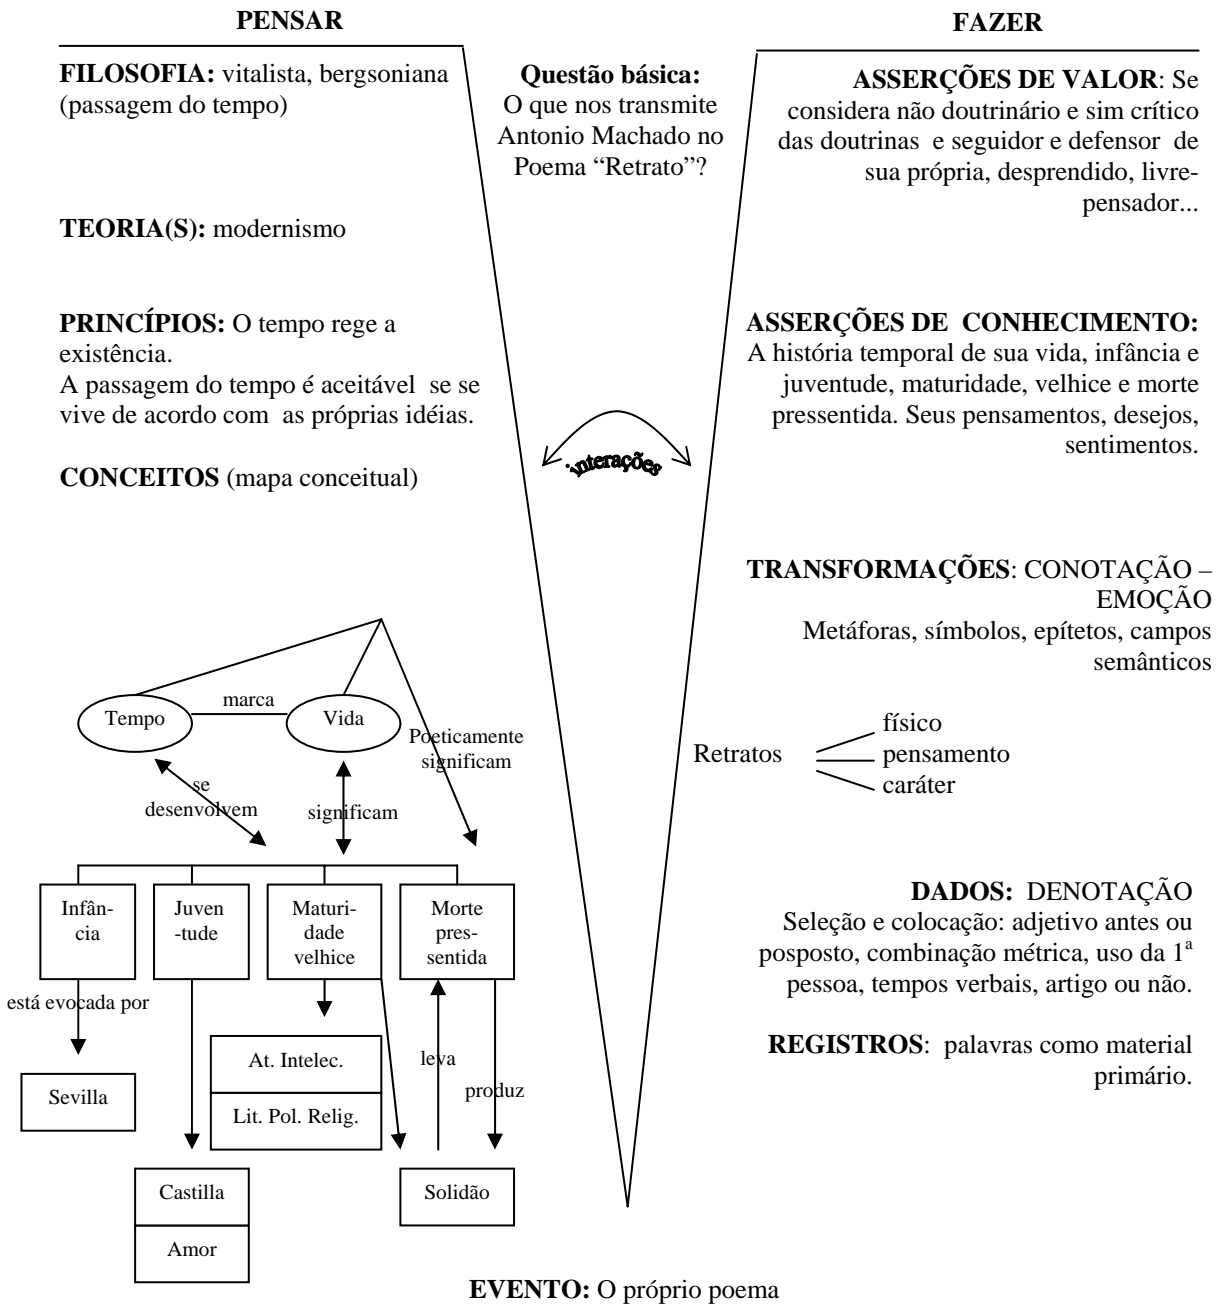 PENSAR
FILOSOFIA: vitalista, bergsoniana
(passagem do tempo)
TEORIA(S): modernismo
PRINCÍPIOS: O tempo rege a
existência.
A passagem do tempo é aceitável se se
vive de acordo com as próprias idéias.
CONCEITOS (mapa conceitual)
Tempo
marca
Vida
Poeticamente
significam
se
desenvolvem
significam
Infân-
cia
Juven
-tude
Maturi-
dade
velhice
Morte
pres-
sentida
está evocada por
Sevilla
At. Intelec.
Lit. Pol. Relig.
leva
produz
Castilla
Amor
Solidão
Questão básica:
O que nos transmite
Antonio Machado no
Poema “Retrato”?
interações
FAZER
ASSERÇÕES DE VALOR: Se
considera não doutrinário e sim crítico
das doutrinas e seguidor e defensor de
sua própria, desprendido, livre-
pensador...
ASSERÇÕES DE CONHECIMENTO:
A história temporal de sua vida, infância e
juventude, maturidade, velhice e morte
pressentida. Seus pensamentos, desejos,
sentimentos.
TRANSFORMAÇÕES: CONOTAÇÃO –
EMOÇÃO
Metáforas, símbolos, epítetos, campos
semânticos
Retratos
físico
pensamento
caráter
DADOS: DENOTAÇÃO
Seleção e colocação: adjetivo antes ou
posposto, combinação métrica, uso da 1ª
pessoa, tempos verbais, artigo ou não.
REGISTROS: palavras como material
primário.
EVENTO: O próprio poema